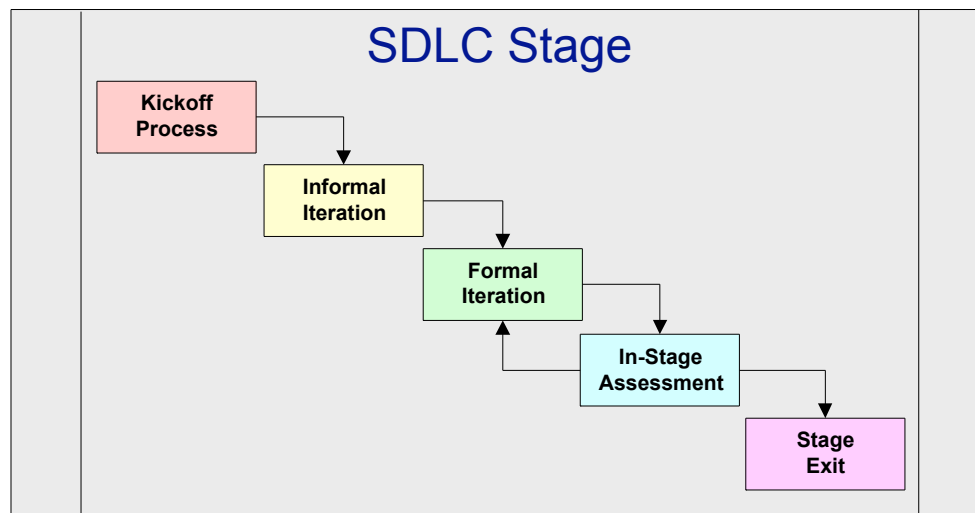 SDLC Stage
Kickoff
Process
Informal
Iteration
Formal
Iteration
In-Stage
Assessment
Stage
Exit